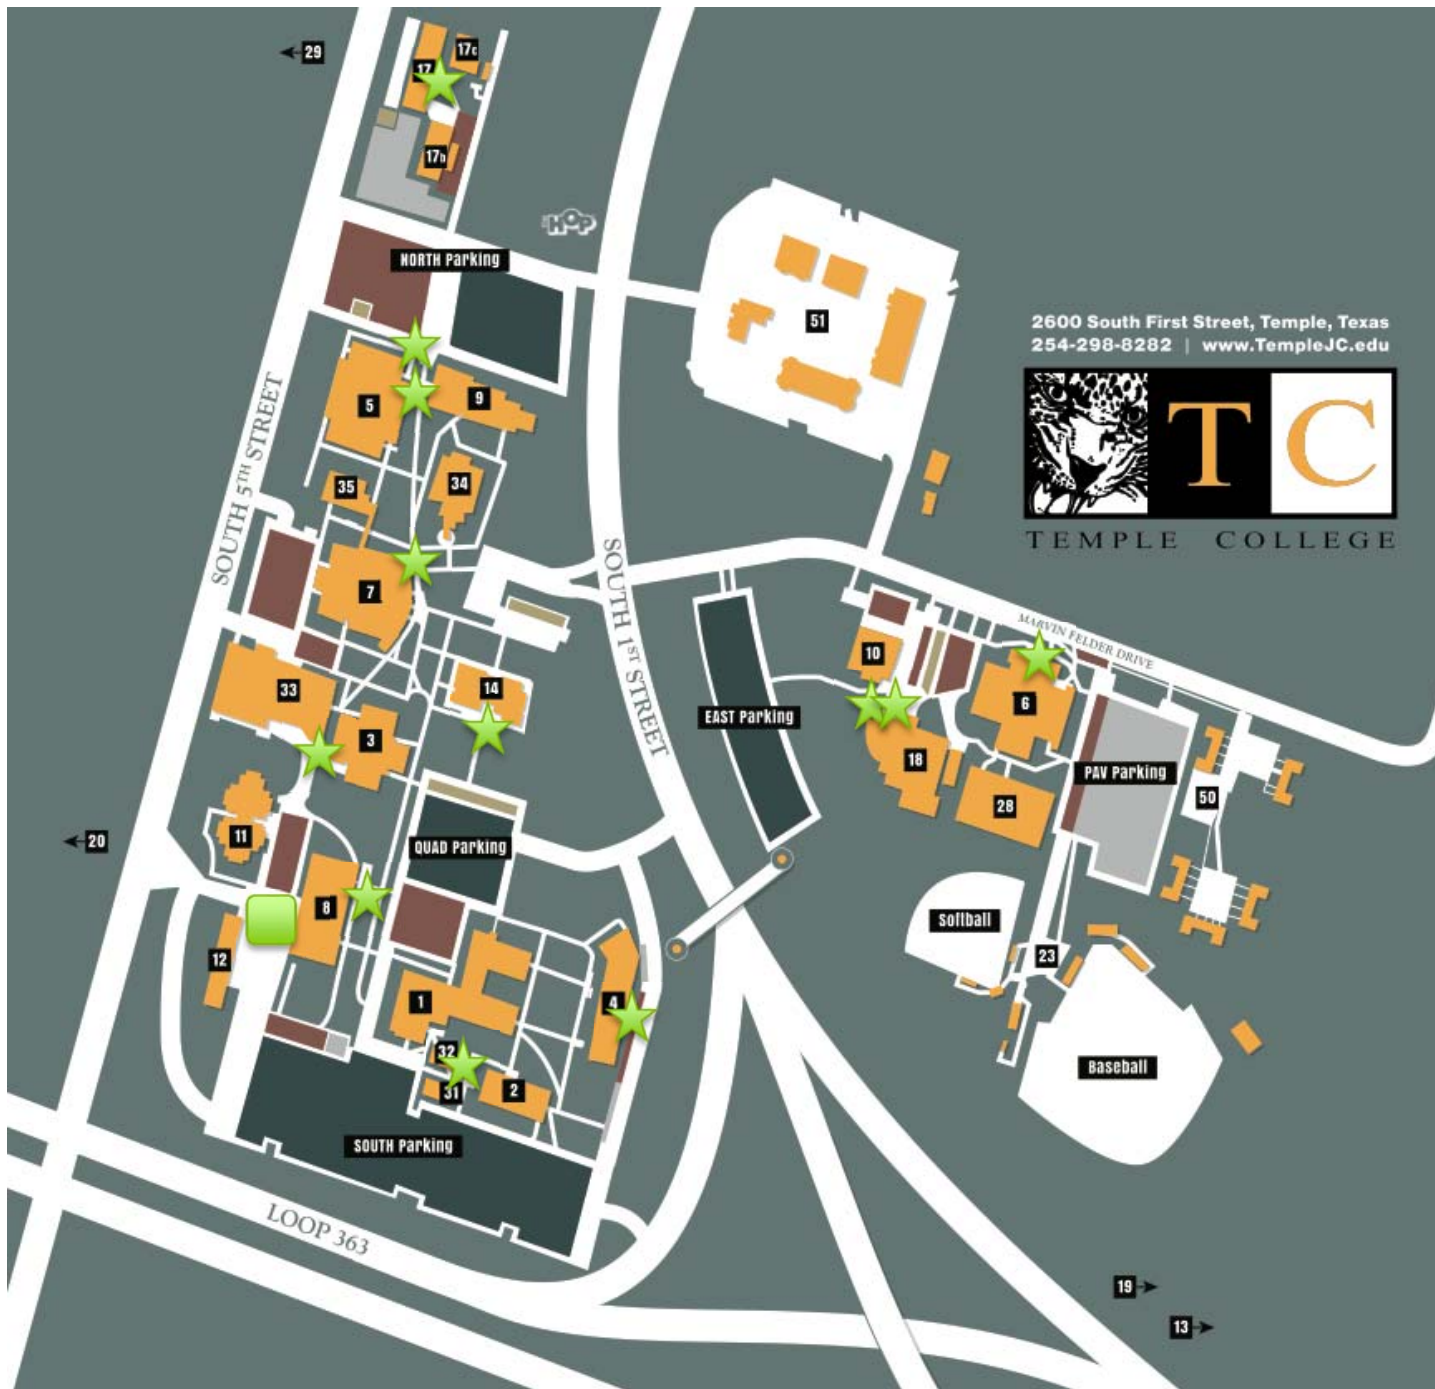 29
17
17c
17b
HOP
NORTH Parking
51
2600 South First Street, Temple, Texas
254-298-8282 | www.TempleJC.edu
TC
TEMPLE COLLEGE
5
9
SOUTH 5TH STREET
35
34
7
SOUTH 1ST STREET
MARVIN FELDER DRIVE
10
33
14
6
3
EAST Parking
18
PAV Parking
28
50
11
20
QUAD Parking
8
Softball
12
23
1
4
32
31
2
Baseball
SOUTH Parking
LOOP 363
19
13